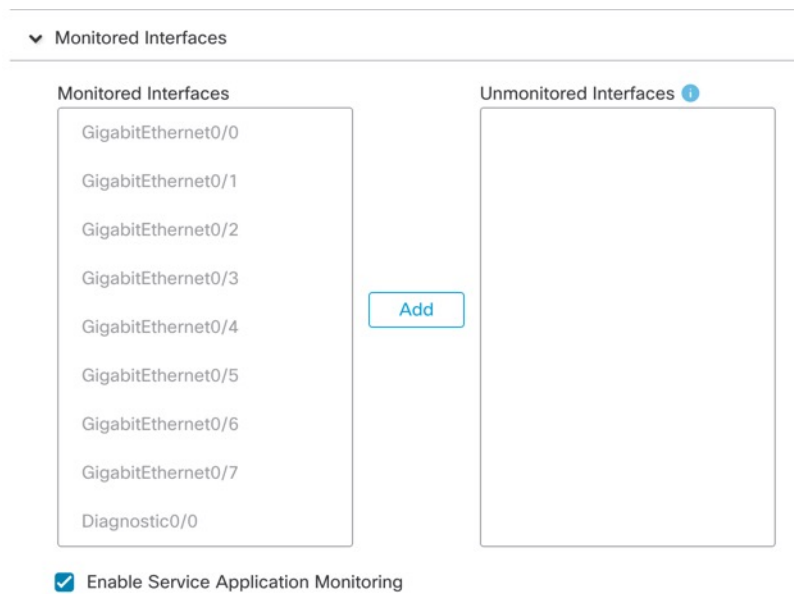 Monitored Interfaces
Monitored Interfaces
Unmonitored Interfaces
GigabitEthernet0/0
GigabitEthernet0/1
GigabitEthernet0/2
GigabitEthernet0/3
GigabitEthernet0/4
GigabitEthernet0/5
GigabitEthernet0/6
GigabitEthernet0/7
Diagnostic0/0
Add
Enable Service Application Monitoring